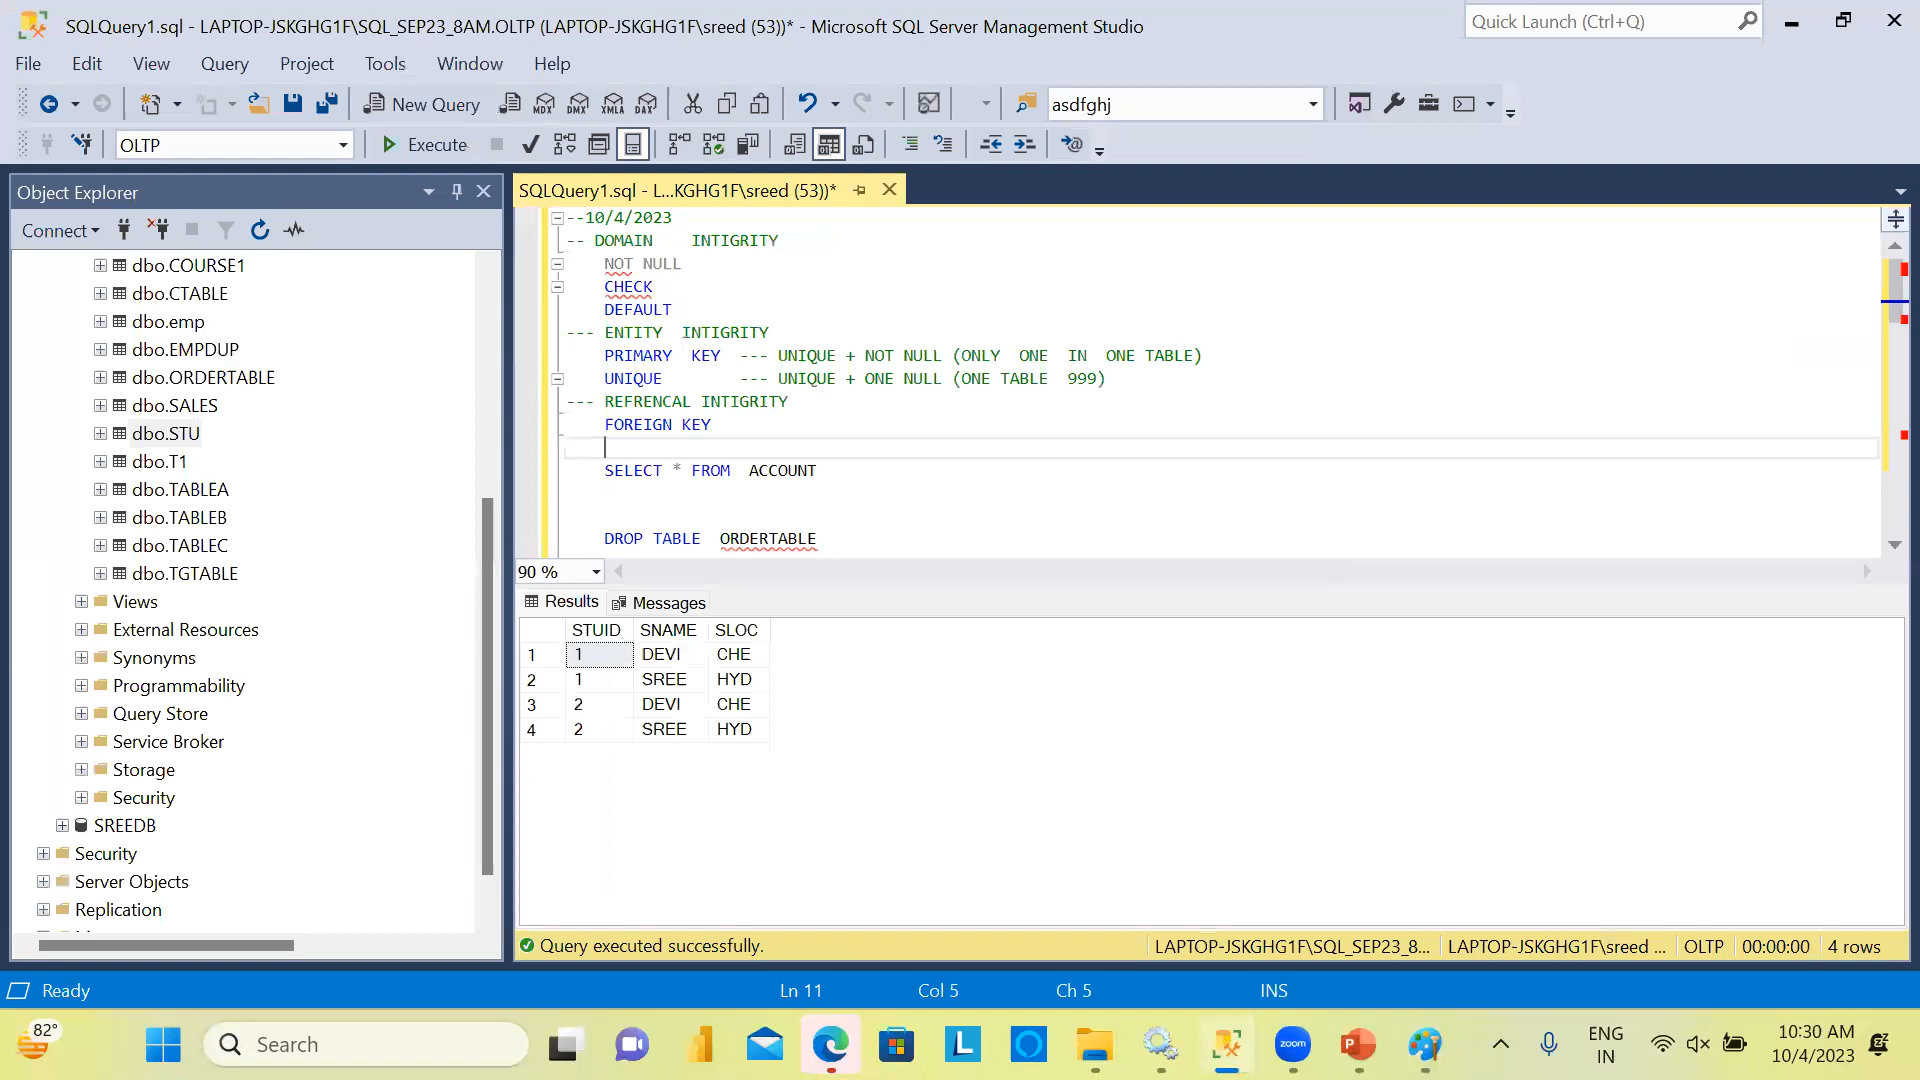 SQLQuery1.sql - LAPTOP-JSKGHG1F\SQL_SEP23_8AM.OLTP (LAPTOP-JSKGHG1F\sreed (53))* - Microsoft SQL Server Management Studio
Quick Launch (Ctrl+Q)
File Edit View Query Project Tools Window Help
New Query
MDX DMX XMLA DAX
asdfghj
OLTP
Execute
Object Explorer
SQLQuery1.sql - L...KGHG1F\sreed (53))*
Connect
dbo.COURSE1
dbo.CTABLE
dbo.emp
dbo.EMPDUP
dbo.ORDERTABLE
dbo.SALES
dbo.STU
dbo.T1
dbo.TABLEA
dbo.TABLEB
dbo.TABLEC
dbo.TGTABLE
Views
External Resources
Synonyms
Programmability
Query Store
Service Broker
Storage
Security
SREEDB
Security
Server Objects
Replication
--10/4/2023
-- DOMAIN    INTIGRITY
NOT NULL
CHECK
DEFAULT
--- ENTITY  INTIGRITY
PRIMARY  KEY  --- UNIQUE + NOT NULL (ONLY  ONE  IN  ONE TABLE)
UNIQUE        --- UNIQUE + ONE NULL (ONE TABLE  999)
--- REFRENCAL INTIGRITY
FOREIGN KEY
SELECT * FROM  ACCOUNT
DROP TABLE  ORDERTABLE
90 %
Results Messages
STUID SNAME SLOC
1 1 DEVI CHE
2 1 SREE HYD
3 2 DEVI CHE
4 2 SREE HYD
Query executed successfully.
LAPTOP-JSKGHG1F\SQL_SEP23_8... LAPTOP-JSKGHG1F\sreed ... OLTP 00:00:00 4 rows
Ready
Ln 11 Col 5 Ch 5 INS
82°
Search
L
zoom
P
ENG
IN
10:30 AM
10/4/2023